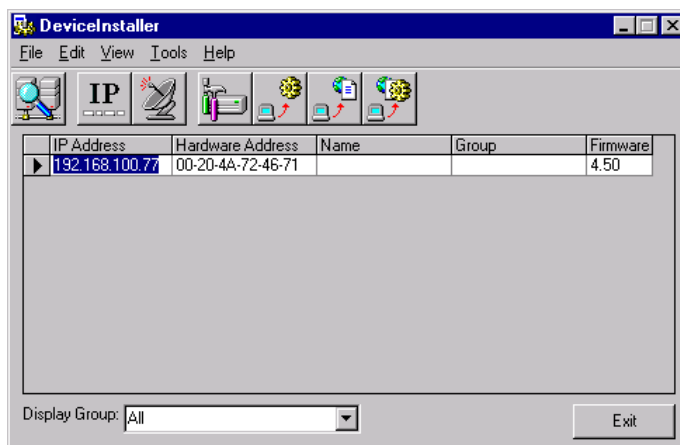 DeviceInstaller
File Edit View Tools Help
IP
IP Address Hardware Address Name Group Firmware
192.168.100.77 00-20-4A-72-46-71 4.50
Display Group: All
Exit